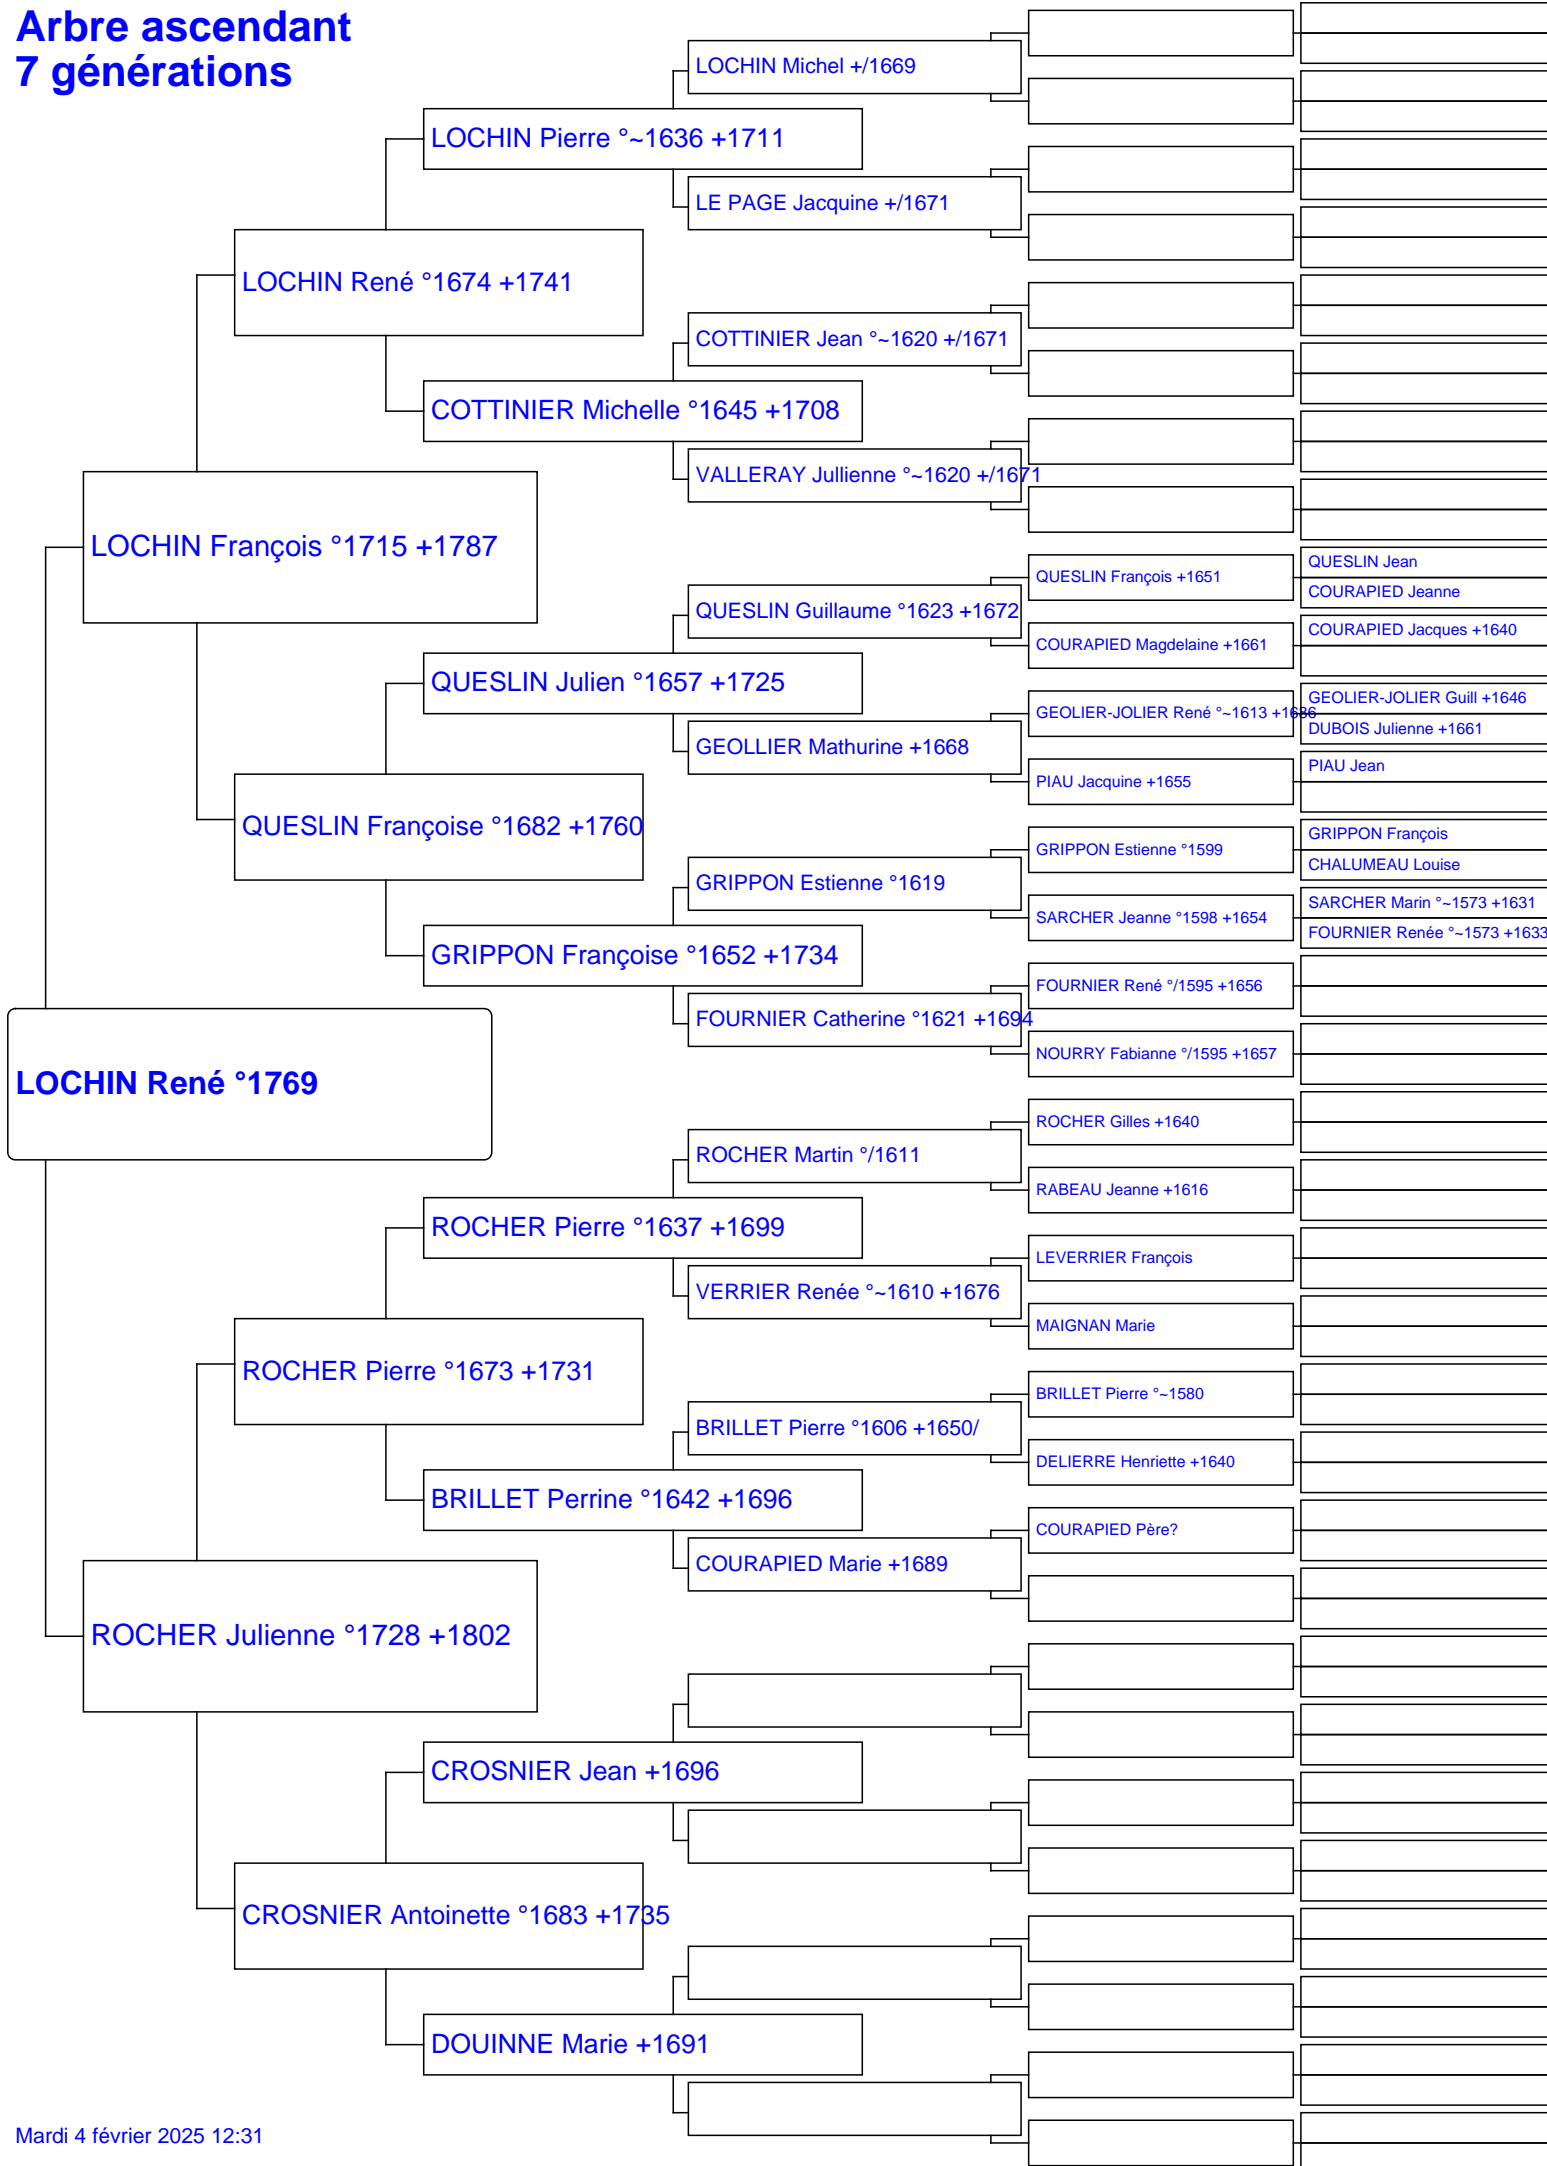 Arbre ascendant
7 générations
LOCHIN Michel +/1669
LOCHIN Pierre °~1636 +1711
LE PAGE Jacquine +/1671
LOCHIN René °1674 +1741
COTTINIER Jean °~1620 +/1671
COTTINIER Michelle °1645 +1708
VALLERAY Jullienne °~1620 +/1671
LOCHIN François °1715 +1787
QUESLIN Jean
QUESLIN François +1651
COURAPIED Jeanne
QUESLIN Guillaume °1623 +1672
COURAPIED Jacques +1640
COURAPIED Magdelaine +1661
QUESLIN Julien °1657 +1725
GEOLIER-JOLIER Guill +1646
GEOLIER-JOLIER René °~1613 +1686
DUBOIS Julienne +1661
GEOLLIER Mathurine +1668
PIAU Jean
PIAU Jacquine +1655
QUESLIN Françoise °1682 +1760
GRIPPON François
GRIPPON Estienne °1599
CHALUMEAU Louise
GRIPPON Estienne °1619
SARCHER Marin °~1573 +1631
SARCHER Jeanne °1598 +1654
FOURNIER Renée °~1573 +1633
GRIPPON Françoise °1652 +1734
FOURNIER René °/1595 +1656
FOURNIER Catherine °1621 +1694
NOURRY Fabianne °/1595 +1657
LOCHIN René °1769
ROCHER Gilles +1640
ROCHER Martin °/1611
RABEAU Jeanne +1616
ROCHER Pierre °1637 +1699
LEVERRIER François
VERRIER Renée °~1610 +1676
MAIGNAN Marie
ROCHER Pierre °1673 +1731
BRILLET Pierre °~1580
BRILLET Pierre °1606 +1650/
DELIERRE Henriette +1640
BRILLET Perrine °1642 +1696
COURAPIED Père?
COURAPIED Marie +1689
ROCHER Julienne °1728 +1802
CROSNIER Jean +1696
CROSNIER Antoinette °1683 +1735
DOUINNE Marie +1691
Mardi 4 février 2025 12:31